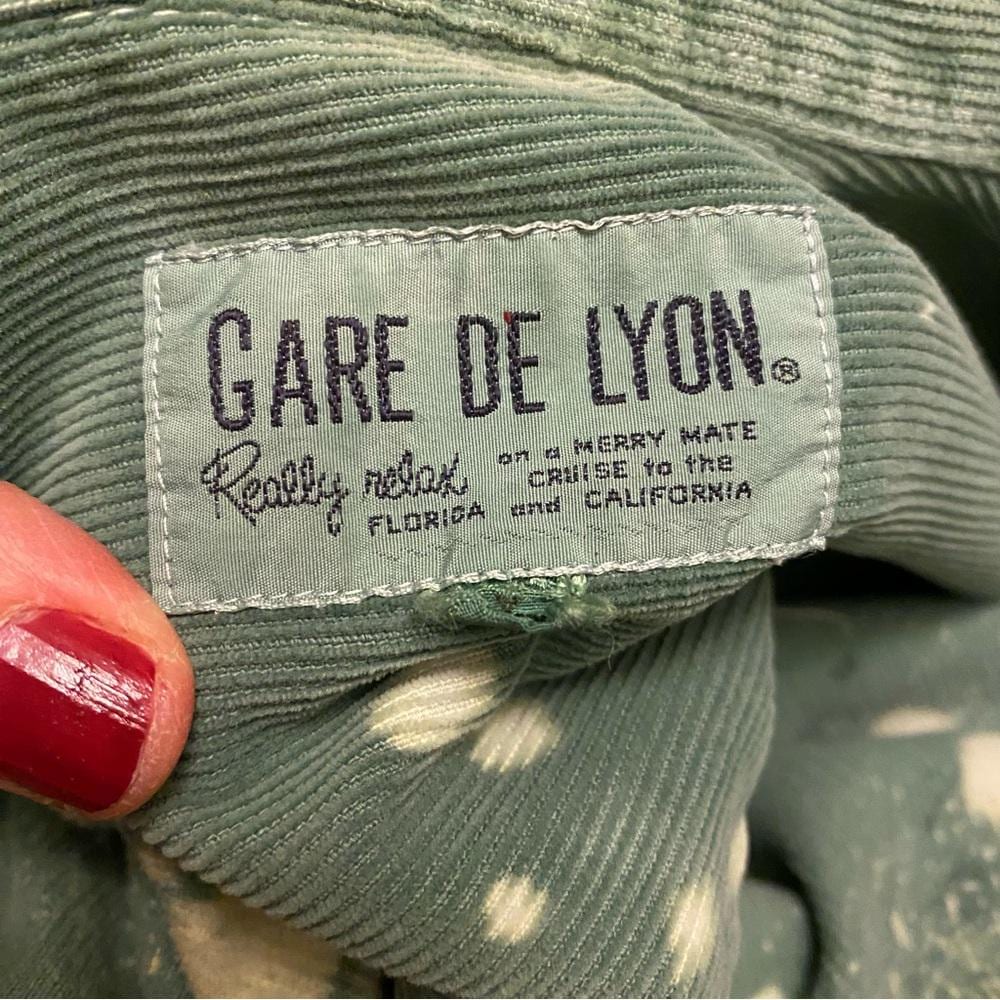 GARE DE LYON.®
Really relax on a MERRY MATE
CRUISE to the
FLORIDA and CALIFORNIA